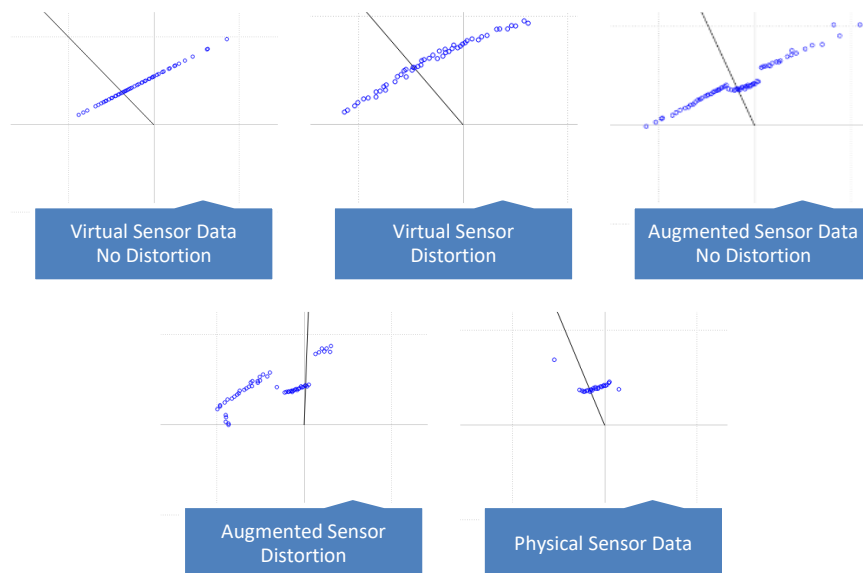 Virtual Sensor Data
No Distortion
Virtual Sensor
Distortion
Augmented Sensor Data
No Distortion
Augmented Sensor
Distortion
Physical Sensor Data